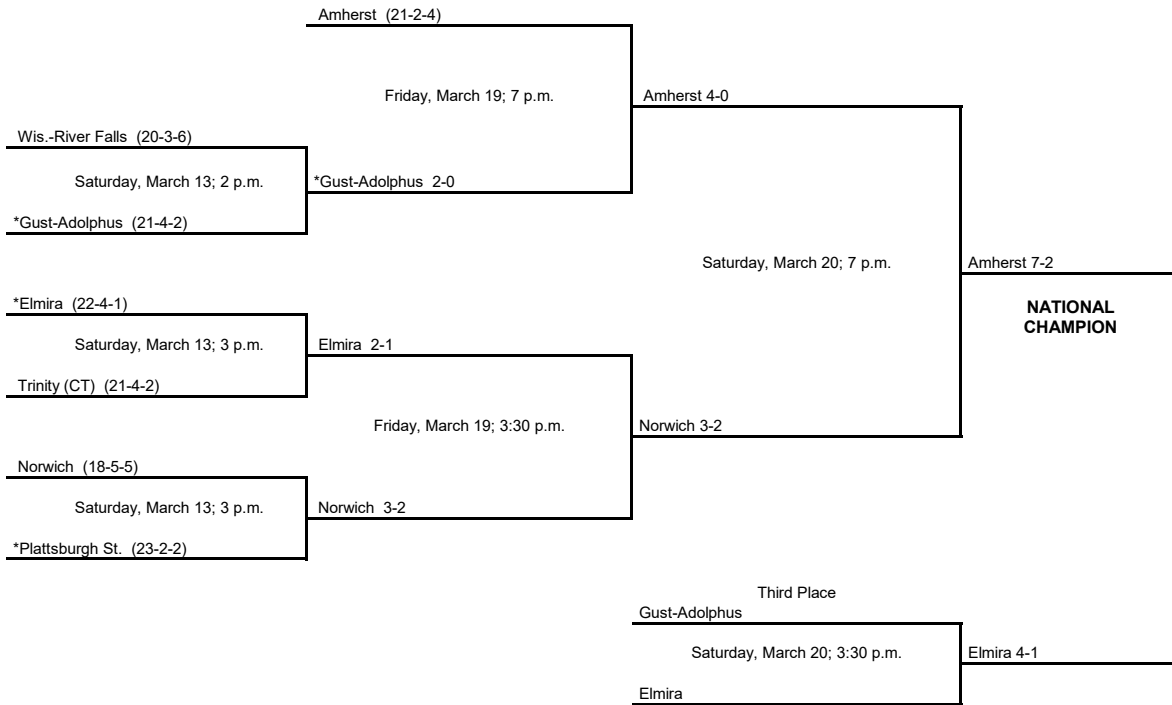 Amherst  (21-2-4)
Friday, March 19; 7 p.m.
Amherst 4-0
Wis.-River Falls  (20-3-6)
Saturday, March 13; 2 p.m.
*Gust-Adolphus  2-0
*Gust-Adolphus  (21-4-2)
Saturday, March 20; 7 p.m.
Amherst 7-2
*Elmira  (22-4-1)
NATIONAL
CHAMPION
Saturday, March 13; 3 p.m.
Elmira  2-1
Trinity (CT)  (21-4-2)
Friday, March 19; 3:30 p.m.
Norwich 3-2
Norwich  (18-5-5)
Saturday, March 13; 3 p.m.
Norwich  3-2
*Plattsburgh St.  (23-2-2)
Third Place
Gust-Adolphus
Saturday, March 20; 3:30 p.m.
Elmira 4-1
Elmira